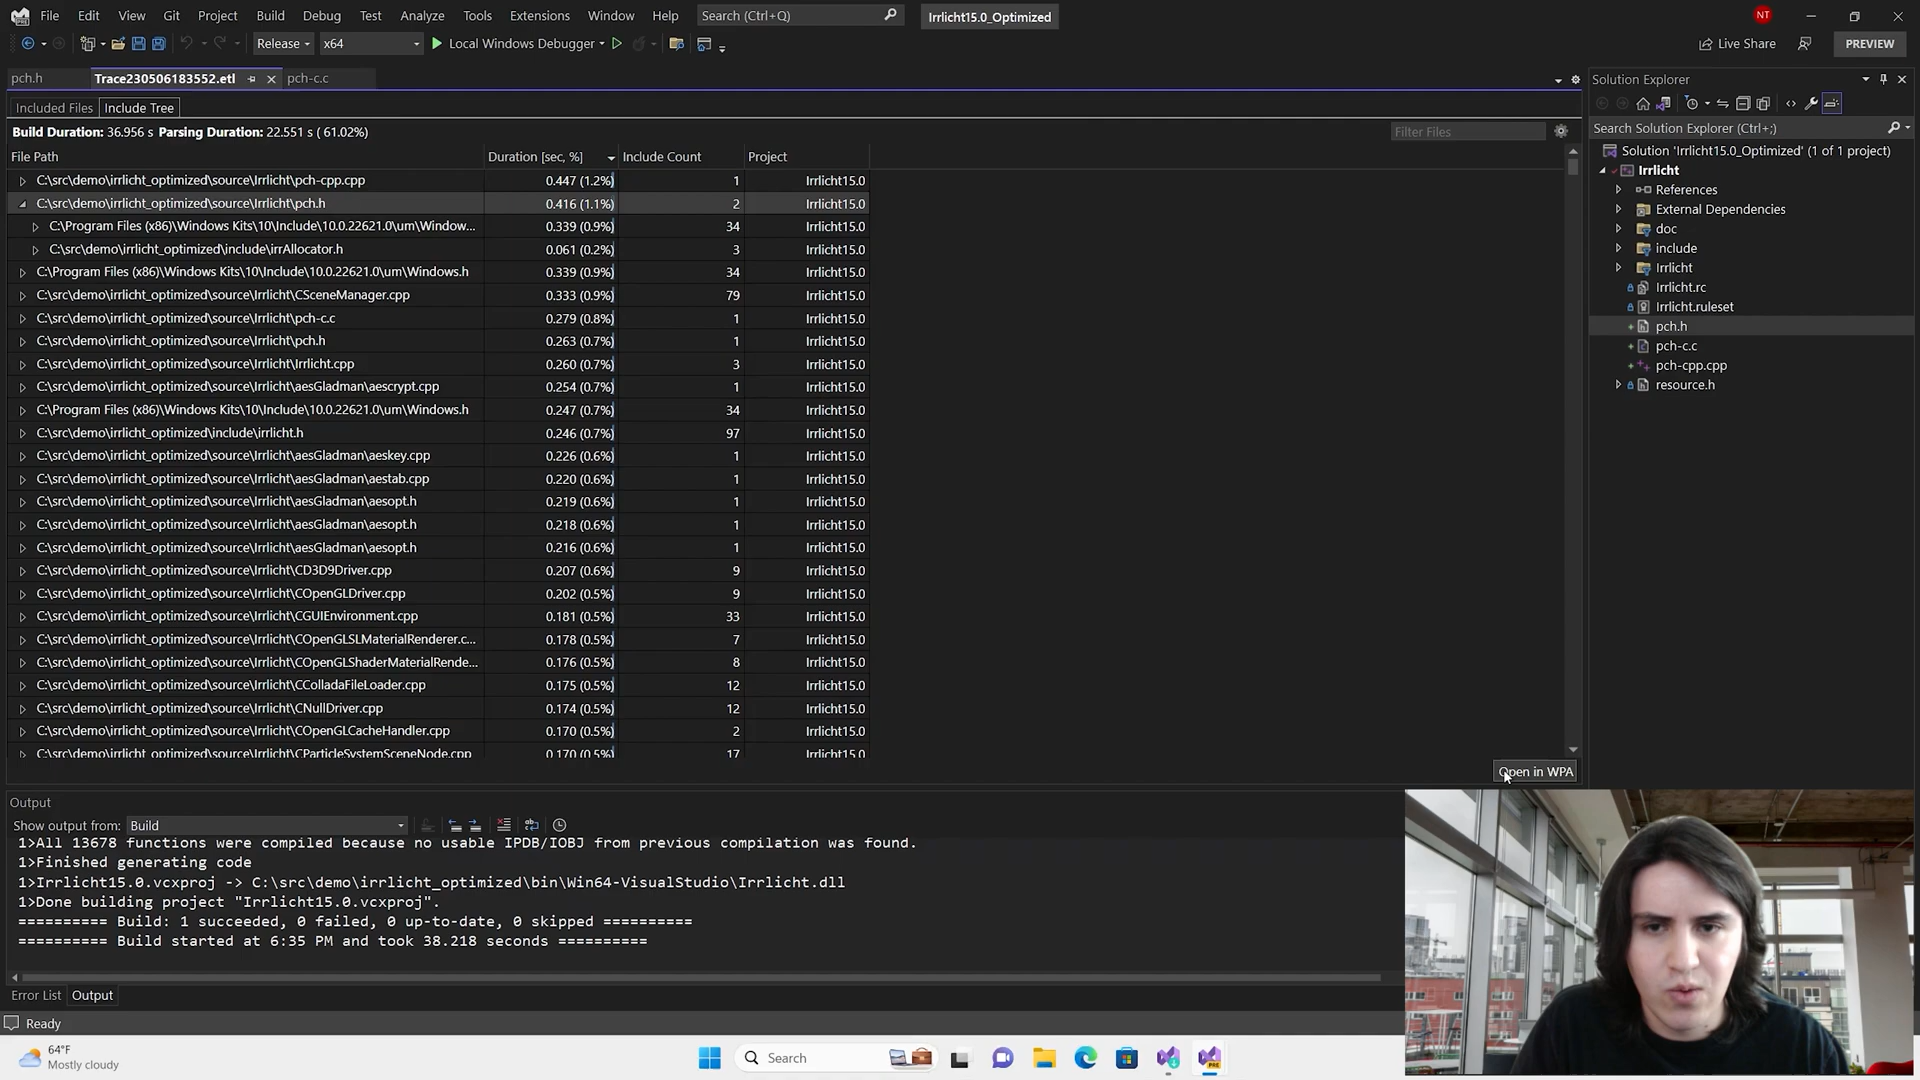 File Edit View Git Project Build Debug Test Analyze Tools Extensions Window Help Search (Ctrl+Q) Irrlicht15.0_Optimized NT
Release x64 Local Windows Debugger Live Share PREVIEW
pch.h Trace230506183552.etl pch-c.c
Included Files Include Tree
Build Duration: 36.956 s Parsing Duration: 22.551 s ( 61.02%) Filter Files
File Path Duration [sec, %] Include Count Project
C:\src\demo\irrlicht_optimized\source\Irrlicht\pch-cpp.cpp 0.447 (1.2%) 1 Irrlicht15.0
C:\src\demo\irrlicht_optimized\source\Irrlicht\pch.h 0.416 (1.1%) 2 Irrlicht15.0
C:\Program Files (x86)\Windows Kits\10\Include\10.0.22621.0\um\Window... 0.339 (0.9%) 34 Irrlicht15.0
C:\src\demo\irrlicht_optimized\include\irrAllocator.h 0.061 (0.2%) 3 Irrlicht15.0
C:\Program Files (x86)\Windows Kits\10\Include\10.0.22621.0\um\Windows.h 0.339 (0.9%) 34 Irrlicht15.0
C:\src\demo\irrlicht_optimized\source\Irrlicht\CSceneManager.cpp 0.333 (0.9%) 79 Irrlicht15.0
C:\src\demo\irrlicht_optimized\source\Irrlicht\pch-c.c 0.279 (0.8%) 1 Irrlicht15.0
C:\src\demo\irrlicht_optimized\source\Irrlicht\pch.h 0.263 (0.7%) 1 Irrlicht15.0
C:\src\demo\irrlicht_optimized\source\Irrlicht\Irrlicht.cpp 0.260 (0.7%) 3 Irrlicht15.0
C:\src\demo\irrlicht_optimized\source\Irrlicht\aesGladman\aescrypt.cpp 0.254 (0.7%) 1 Irrlicht15.0
C:\Program Files (x86)\Windows Kits\10\Include\10.0.22621.0\um\Windows.h 0.247 (0.7%) 34 Irrlicht15.0
C:\src\demo\irrlicht_optimized\include\irrlicht.h 0.246 (0.7%) 97 Irrlicht15.0
C:\src\demo\irrlicht_optimized\source\Irrlicht\aesGladman\aeskey.cpp 0.226 (0.6%) 1 Irrlicht15.0
C:\src\demo\irrlicht_optimized\source\Irrlicht\aesGladman\aestab.cpp 0.220 (0.6%) 1 Irrlicht15.0
C:\src\demo\irrlicht_optimized\source\Irrlicht\aesGladman\aesopt.h 0.219 (0.6%) 1 Irrlicht15.0
C:\src\demo\irrlicht_optimized\source\Irrlicht\aesGladman\aesopt.h 0.218 (0.6%) 1 Irrlicht15.0
C:\src\demo\irrlicht_optimized\source\Irrlicht\aesGladman\aesopt.h 0.216 (0.6%) 1 Irrlicht15.0
C:\src\demo\irrlicht_optimized\source\Irrlicht\CD3D9Driver.cpp 0.207 (0.6%) 9 Irrlicht15.0
C:\src\demo\irrlicht_optimized\source\Irrlicht\COpenGLDriver.cpp 0.202 (0.5%) 9 Irrlicht15.0
C:\src\demo\irrlicht_optimized\source\Irrlicht\CGUIEnvironment.cpp 0.181 (0.5%) 33 Irrlicht15.0
C:\src\demo\irrlicht_optimized\source\Irrlicht\COpenGLSLMaterialRenderer.c... 0.178 (0.5%) 7 Irrlicht15.0
C:\src\demo\irrlicht_optimized\source\Irrlicht\COpenGLShaderMaterialRende... 0.176 (0.5%) 8 Irrlicht15.0
C:\src\demo\irrlicht_optimized\source\Irrlicht\CColladaFileLoader.cpp 0.175 (0.5%) 12 Irrlicht15.0
C:\src\demo\irrlicht_optimized\source\Irrlicht\CNullDriver.cpp 0.174 (0.5%) 12 Irrlicht15.0
C:\src\demo\irrlicht_optimized\source\Irrlicht\COpenGLCacheHandler.cpp 0.170 (0.5%) 2 Irrlicht15.0
C:\src\demo\irrlicht_optimized\source\Irrlicht\CParticleSystemSceneNode.cpp 0.170 (0.5%) 17 Irrlicht15.0
Open in WPA
Solution Explorer
Search Solution Explorer (Ctrl+;)
Solution 'Irrlicht15.0_Optimized' (1 of 1 project)
Irrlicht
References
External Dependencies
doc
include
Irrlicht
Irrlicht.rc
Irrlicht.ruleset
pch.h
pch-c.c
pch-cpp.cpp
resource.h
Output
Show output from: Build
1>All 13678 functions were compiled because no usable IPDB/IOBJ from previous compilation was found.
1>Finished generating code
1>Irrlicht15.0.vcxproj -> C:\src\demo\irrlicht_optimized\bin\Win64-VisualStudio\Irrlicht.dll
1>Done building project "Irrlicht15.0.vcxproj".
========== Build: 1 succeeded, 0 failed, 0 up-to-date, 0 skipped ==========
========== Build started at 6:35 PM and took 38.218 seconds ==========
Error List Output
Ready
64°F
Mostly cloudy
Search